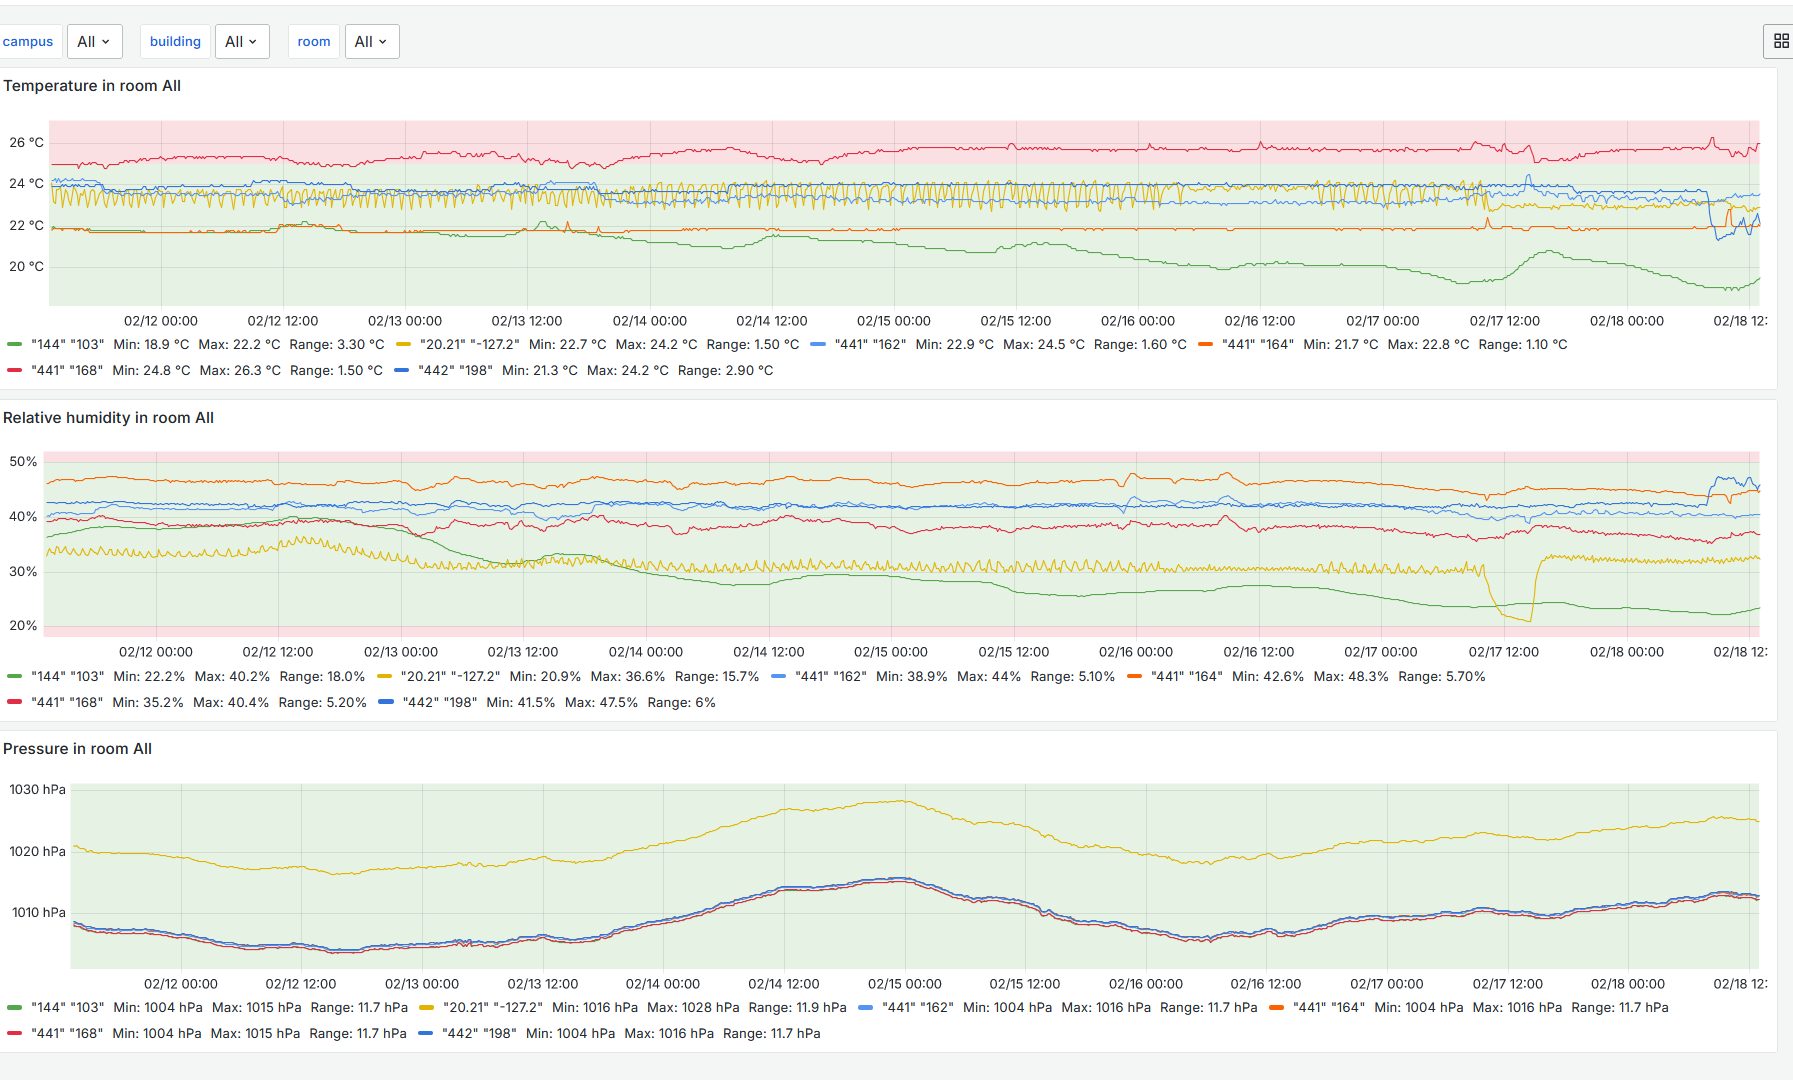 campus All building All room All
Temperature in room All
26 °C
24 °C
22 °C
20 °C
02/12 00:00 02/12 12:00 02/13 00:00 02/13 12:00 02/14 00:00 02/14 12:00 02/15 00:00 02/15 12:00 02/16 00:00 02/16 12:00 02/17 00:00 02/17 12:00 02/18 00:00 02/18 12:
"144" "103" Min: 18.9 °C Max: 22.2 °C Range: 3.30 °C "20.21" "-127.2" Min: 22.7 °C Max: 24.2 °C Range: 1.50 °C "441" "162" Min: 22.9 °C Max: 24.5 °C Range: 1.60 °C "441" "164" Min: 21.7 °C Max: 22.8 °C Range: 1.10 °C
"441" "168" Min: 24.8 °C Max: 26.3 °C Range: 1.50 °C "442" "198" Min: 21.3 °C Max: 24.2 °C Range: 2.90 °C
Relative humidity in room All
50%
40%
30%
20%
02/12 00:00 02/12 12:00 02/13 00:00 02/13 12:00 02/14 00:00 02/14 12:00 02/15 00:00 02/15 12:00 02/16 00:00 02/16 12:00 02/17 00:00 02/17 12:00 02/18 00:00 02/18 12:
"144" "103" Min: 22.2% Max: 40.2% Range: 18.0% "20.21" "-127.2" Min: 20.9% Max: 36.6% Range: 15.7% "441" "162" Min: 38.9% Max: 44% Range: 5.10% "441" "164" Min: 42.6% Max: 48.3% Range: 5.70%
"441" "168" Min: 35.2% Max: 40.4% Range: 5.20% "442" "198" Min: 41.5% Max: 47.5% Range: 6%
Pressure in room All
1030 hPa
1020 hPa
1010 hPa
02/12 00:00 02/12 12:00 02/13 00:00 02/13 12:00 02/14 00:00 02/14 12:00 02/15 00:00 02/15 12:00 02/16 00:00 02/16 12:00 02/17 00:00 02/17 12:00 02/18 00:00 02/18 12:
"144" "103" Min: 1004 hPa Max: 1015 hPa Range: 11.7 hPa "20.21" "-127.2" Min: 1016 hPa Max: 1028 hPa Range: 11.9 hPa "441" "162" Min: 1004 hPa Max: 1016 hPa Range: 11.7 hPa "441" "164" Min: 1004 hPa Max: 1016 hPa Range: 11.7 hPa
"441" "168" Min: 1004 hPa Max: 1015 hPa Range: 11.7 hPa "442" "198" Min: 1004 hPa Max: 1016 hPa Range: 11.7 hPa